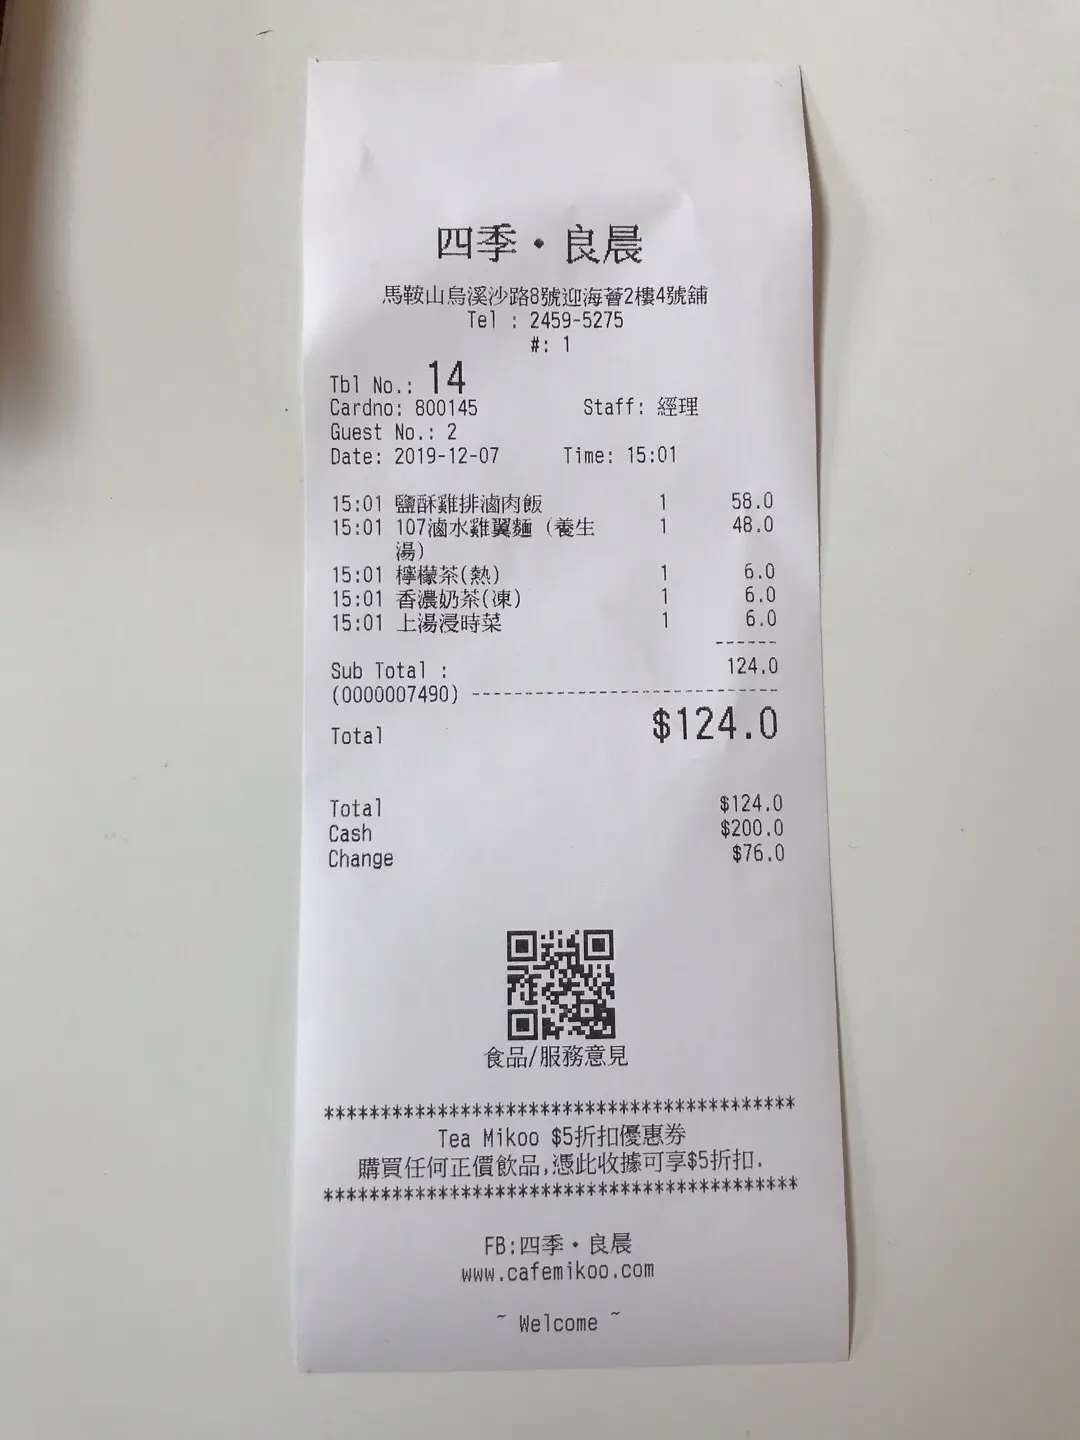 四季·良晨
馬鞍山烏溪沙路8號迎海薈2樓4號舖
Tel : 2459-5275
#: 1
Tbl No.: 14
Cardno: 800145 Staff: 經理
Guest No.: 2
Date: 2019-12-07 Time: 15:01
15:01 鹽酥雞排滷肉飯 1 58.0
15:01 107滷水雞翼麵 (養生 1 48.0
湯)
15:01 檸檬茶(熱) 1 6.0
15:01 香濃奶茶(凍) 1 6.0
15:01 上湯浸時菜 1 6.0
------
Sub Total : 124.0
(0000007490) -----------------------------
Total $124.0
Total $124.0
Cash $200.0
Change $76.0
食品/服務意見
******************************************
Tea Mikoo $5折扣優惠券
購買任何正價飲品,憑此收據可享$5折扣.
******************************************
FB:四季·良晨
www.cafemikoo.com
~ Welcome ~